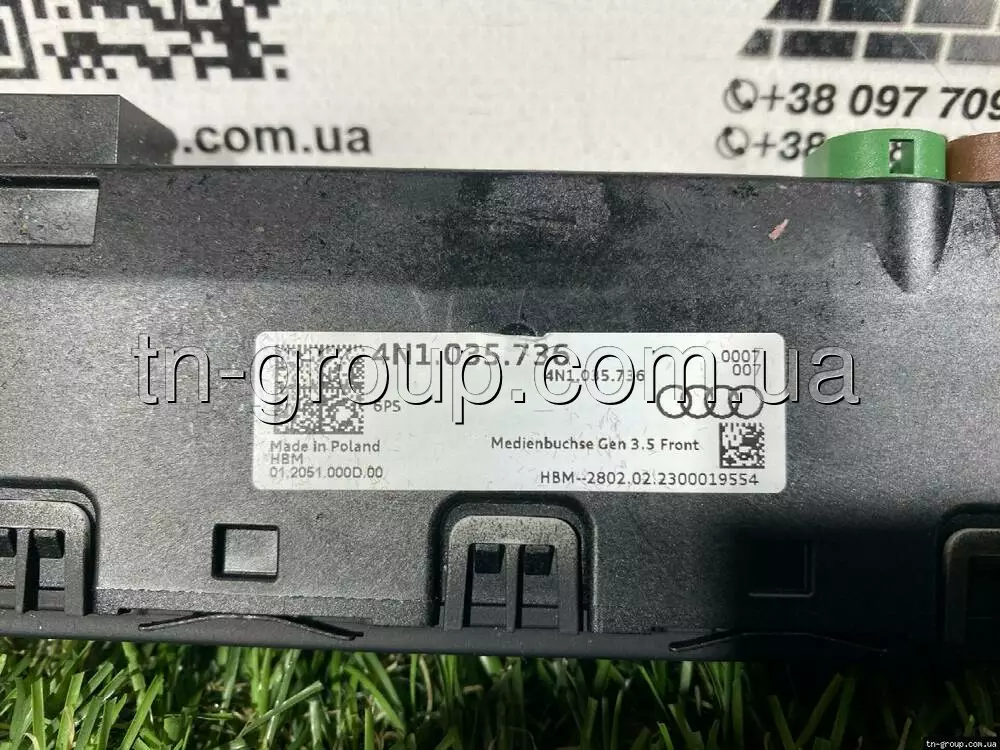 +38 097 709
+38
p.com.ua
4N1.035.736
4N1.035.736
0007
007
6PS
tn-group.com.ua
Made in Poland
HBM
01.2051.000D.00
Medienbuchse Gen 3.5 Front
HBM--2802.02.2300019554
tn-group.com.ua